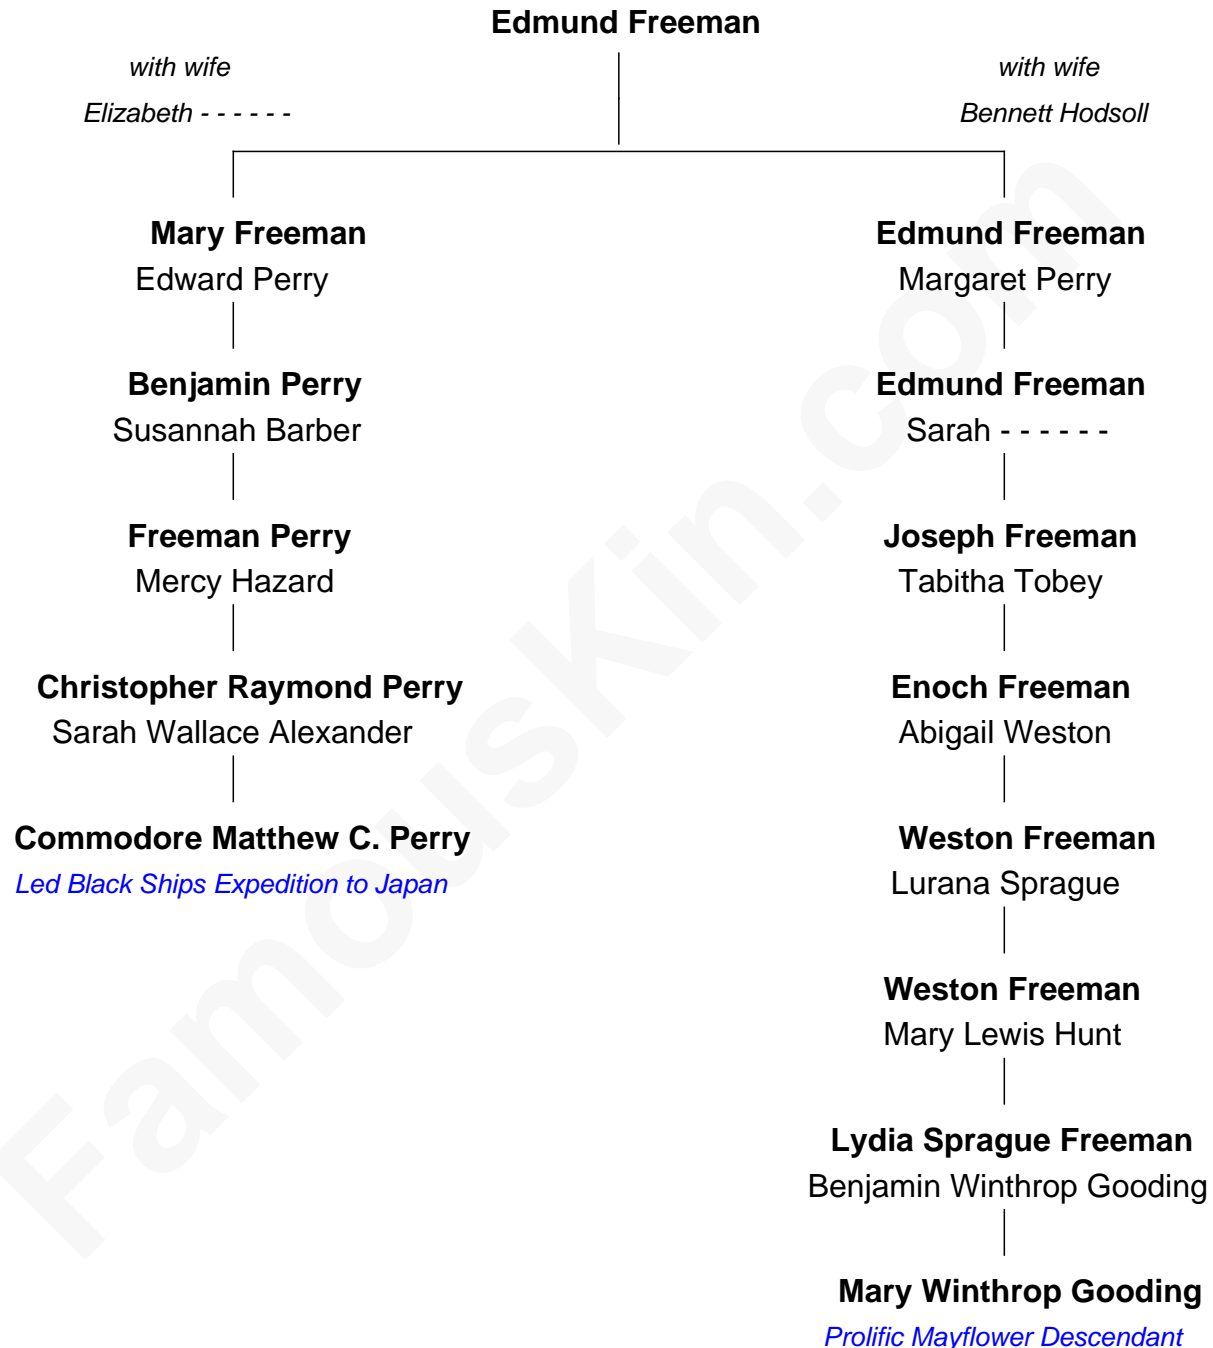 Edmund Freeman
with wife
Elizabeth - - - - - -
with wife
Bennett Hodsoll
Mary Freeman
Edward Perry
Benjamin Perry
Susannah Barber
Freeman Perry
Mercy Hazard
Christopher Raymond Perry
Sarah Wallace Alexander
Commodore Matthew C. Perry
Led Black Ships Expedition to Japan
Edmund Freeman
Margaret Perry
Edmund Freeman
Sarah - - - - - -
Joseph Freeman
Tabitha Tobey
Enoch Freeman
Abigail Weston
Weston Freeman
Lurana Sprague
Weston Freeman
Mary Lewis Hunt
Lydia Sprague Freeman
Benjamin Winthrop Gooding
Mary Winthrop Gooding
Prolific Mayflower Descendant
FamousKin.com